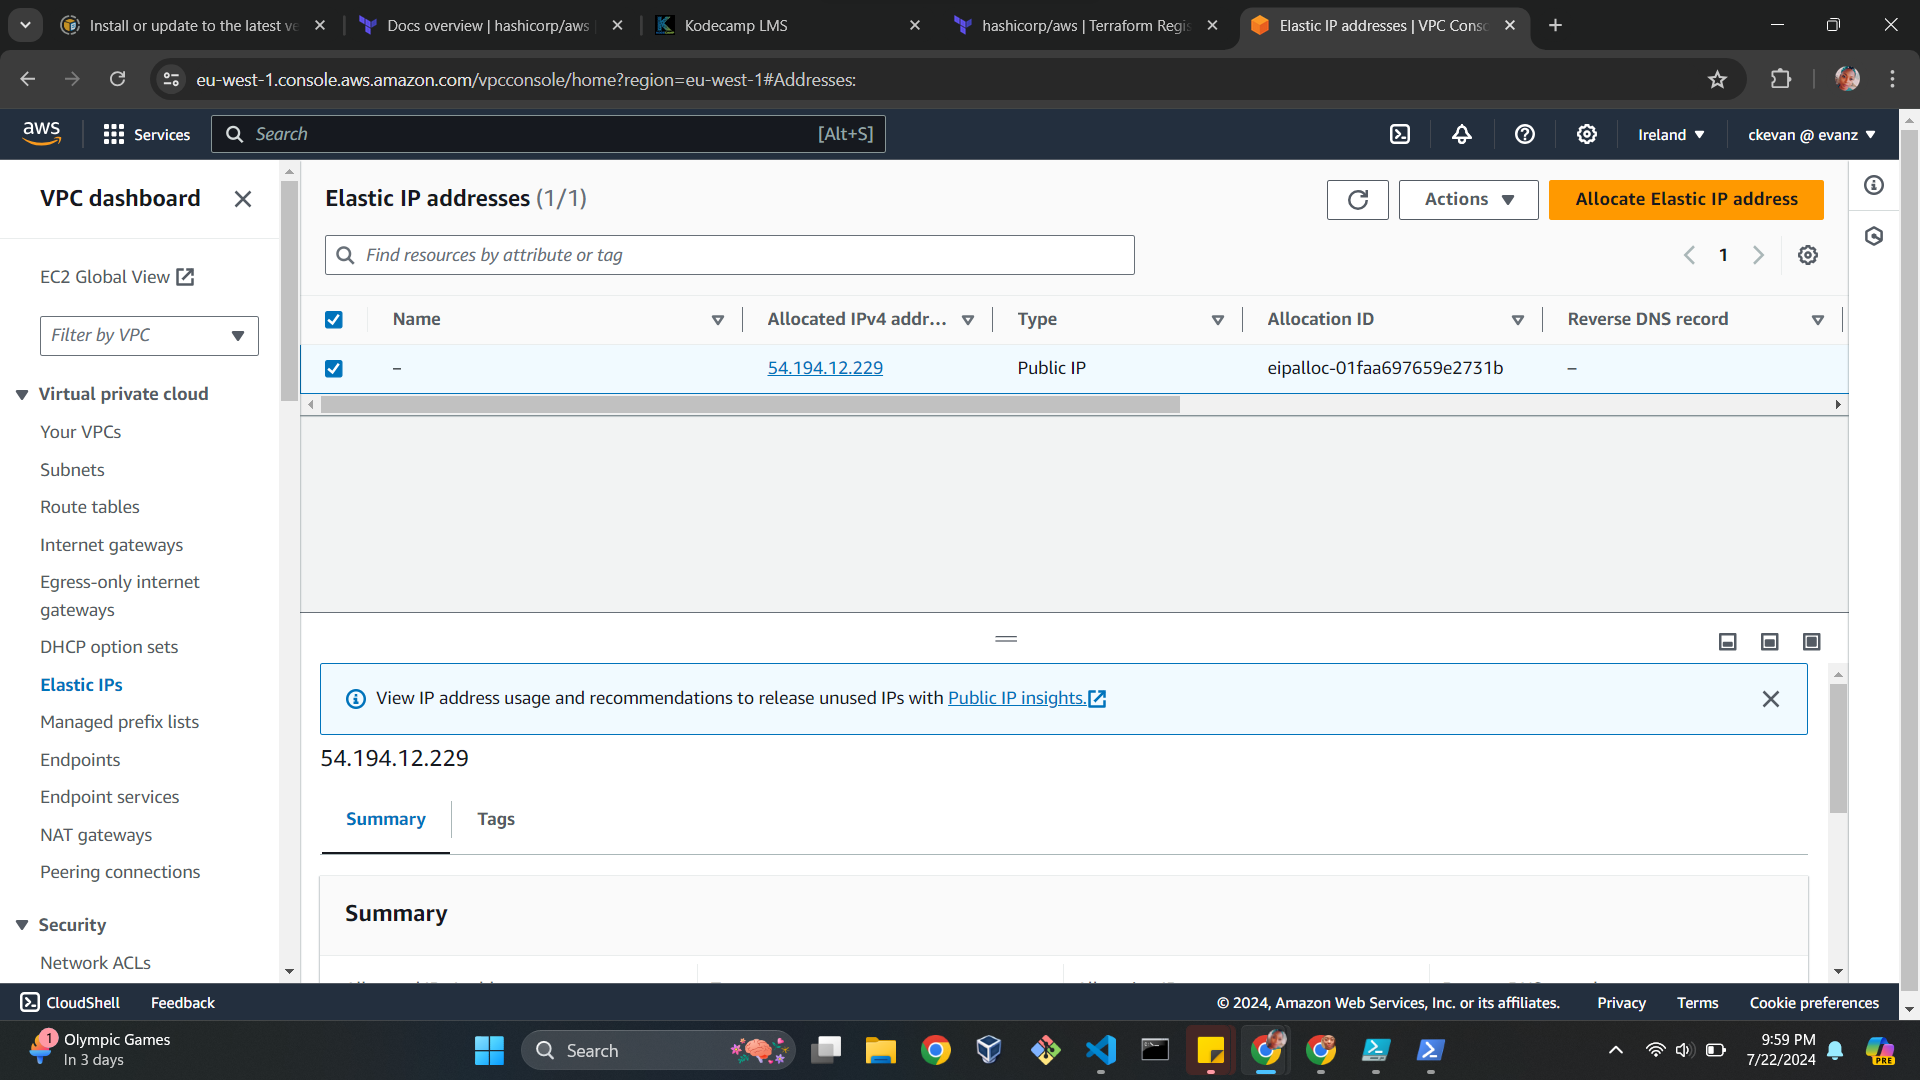 Install or update to the latest ve
Docs overview | hashicorp/aws
Kodecamp LMS
hashicorp/aws | Terraform Regis
Elastic IP addresses | VPC Conso
eu-west-1.console.aws.amazon.com/vpcconsole/home?region=eu-west-1#Addresses:
aws
Services
Search
[Alt+S]
Ireland
ckevan @ evanz
VPC dashboard
EC2 Global View
Filter by VPC
Virtual private cloud
Your VPCs
Subnets
Route tables
Internet gateways
Egress-only internet
gateways
DHCP option sets
Elastic IPs
Managed prefix lists
Endpoints
Endpoint services
NAT gateways
Peering connections
Security
Network ACLs
Elastic IP addresses (1/1)
Actions
Allocate Elastic IP address
Find resources by attribute or tag
1
Name
Allocated IPv4 addr...
Type
Allocation ID
Reverse DNS record
–
54.194.12.229
Public IP
eipalloc-01faa697659e2731b
–
View IP address usage and recommendations to release unused IPs with Public IP insights.
54.194.12.229
Summary
Tags
Summary
CloudShell
Feedback
© 2024, Amazon Web Services, Inc. or its affiliates.
Privacy
Terms
Cookie preferences
1
Olympic Games
In 3 days
Search
9:59 PM
7/22/2024
PRE